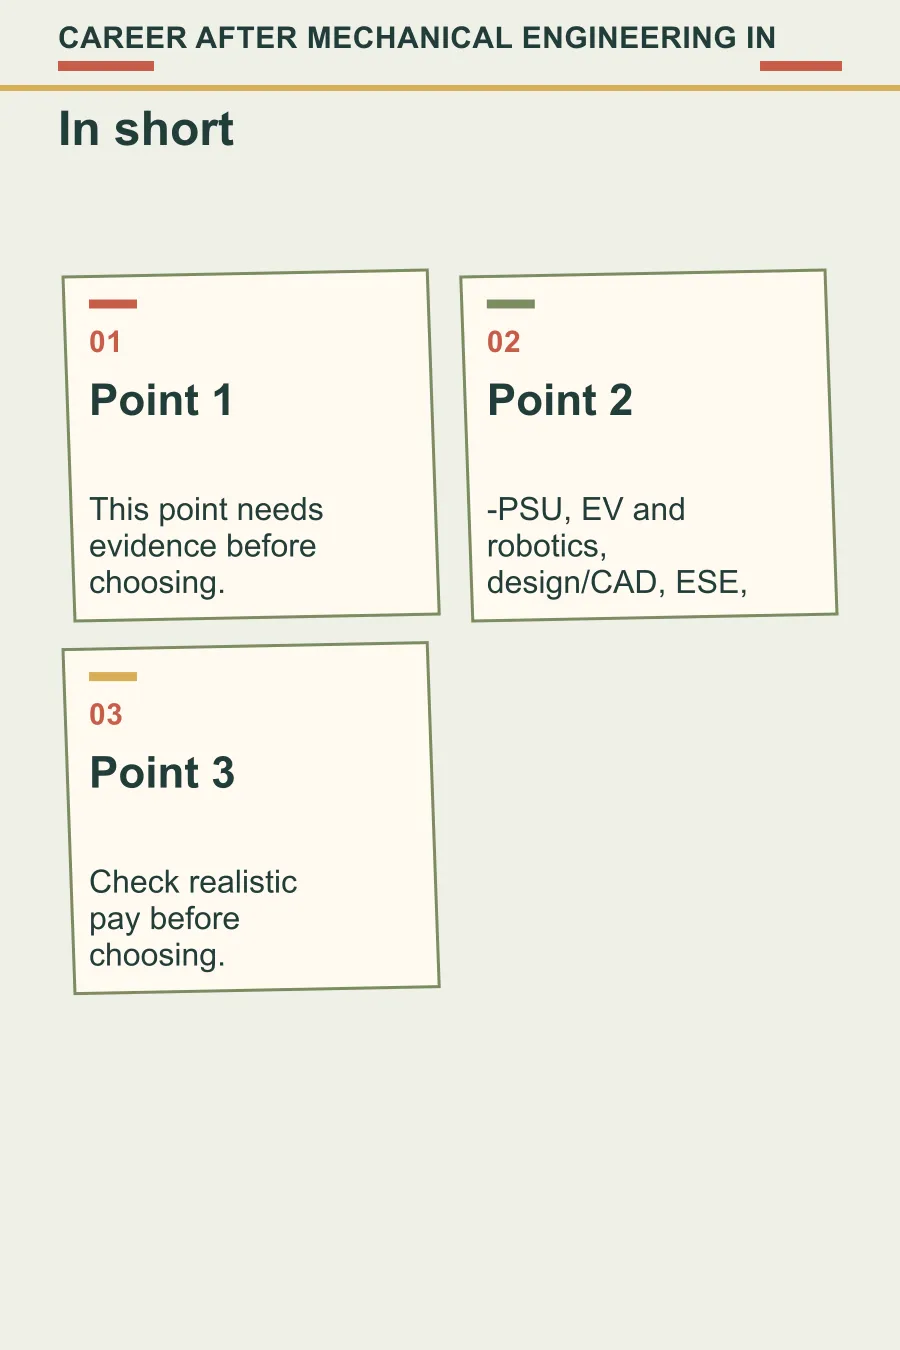 CAREER AFTER MECHANICAL ENGINEERING IN
In short
01
Point 1
This point needs
evidence before
choosing.
02
Point 2
-PSU, EV and
robotics,
design/CAD, ESE,
03
Point 3
Check realistic
pay before
choosing.